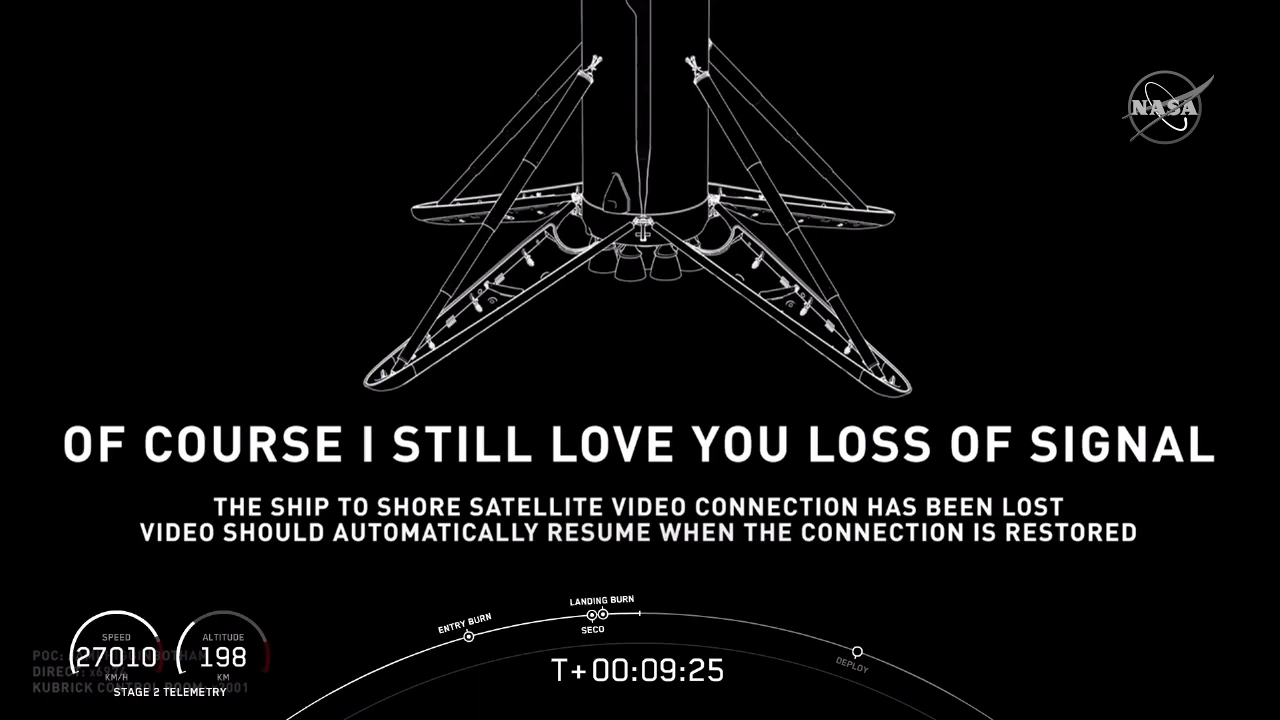 NASA
OF COURSE I STILL LOVE YOU LOSS OF SIGNAL
THE SHIP TO SHORE SATELLITE VIDEO CONNECTION HAS BEEN LOST
VIDEO SHOULD AUTOMATICALLY RESUME WHEN THE CONNECTION IS RESTORED
ENTRY BURN
LANDING BURN
SECO
DEPLOY
T+00:09:25
SPEED
27010
KM/H
ALTITUDE
198
KM
STAGE 2 TELEMETRY
POC:
DIRECT:
KUBRICK CONTROL